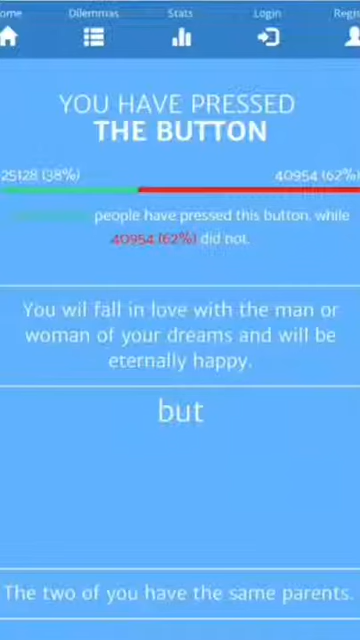 ome Dilemmas Stats Login Regi
YOU HAVE PRESSED
THE BUTTON
25128 (38%) 40954 (62%)
people have pressed this button, while
40954 (62%) did not.
You wil fall in love with the man or
woman of your dreams and will be
eternally happy.
but
The two of you have the same parents.